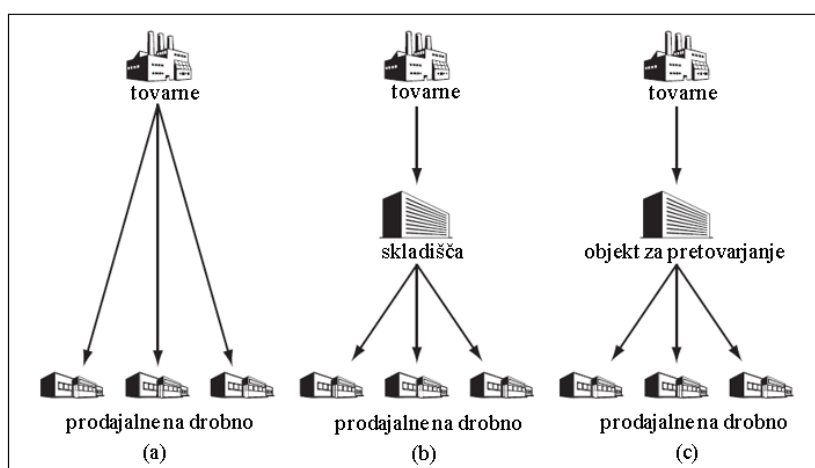 tovarne
tovarne
tovarne
skladišča
objekt za pretovarjanje
prodajalne na drobno
prodajalne na drobno
prodajalne na drobno
(a)
(b)
(c)